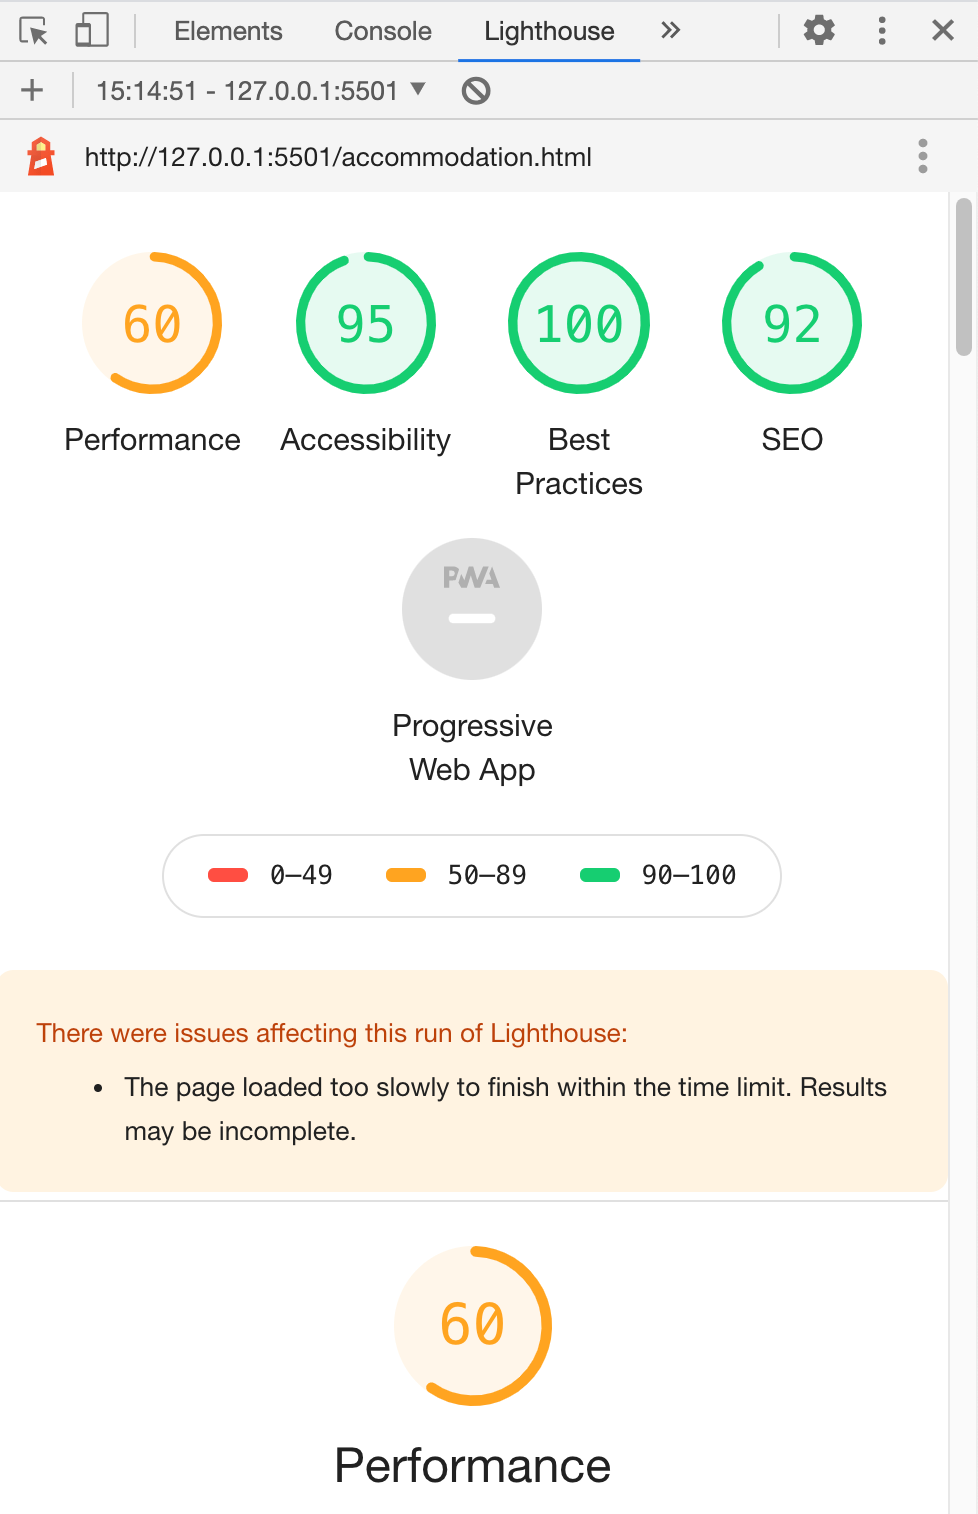 Elements Console Lighthouse
15:14:51 - 127.0.0.1:5501
http://127.0.0.1:5501/accommodation.html
60 95 100 92
Performance Accessibility Best Practices SEO
PWA
Progressive
Web App
0–49 50–89 90–100
There were issues affecting this run of Lighthouse:
• The page loaded too slowly to finish within the time limit. Results
may be incomplete.
60
Performance